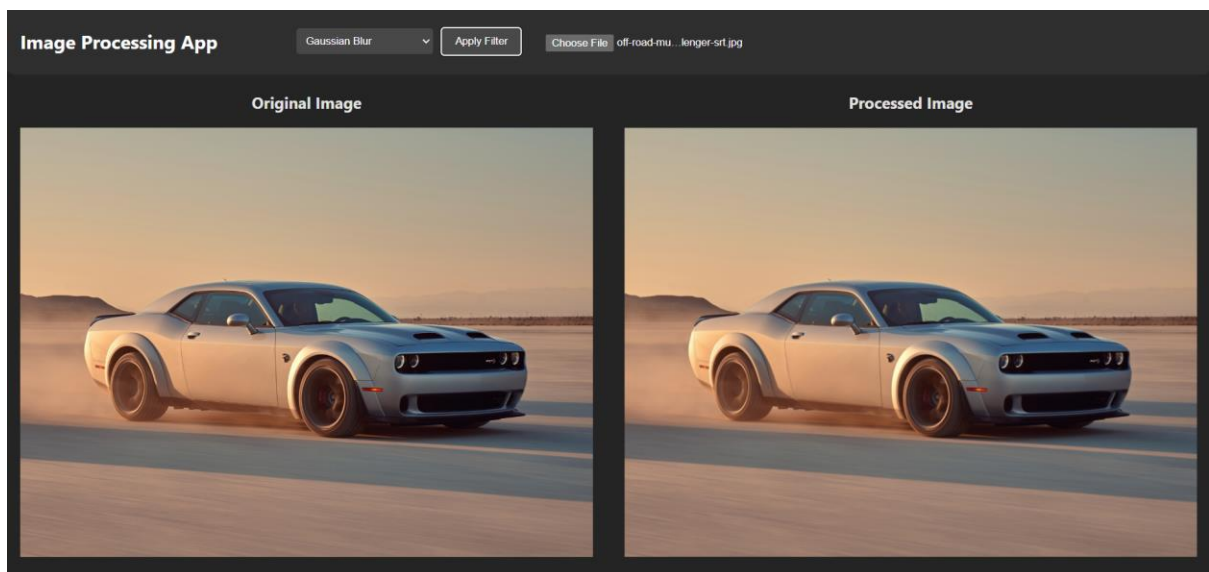 Image Processing App
Gaussian Blur
Apply Filter
Choose File off-road-mu...lenger-srt.jpg
Original Image
Processed Image